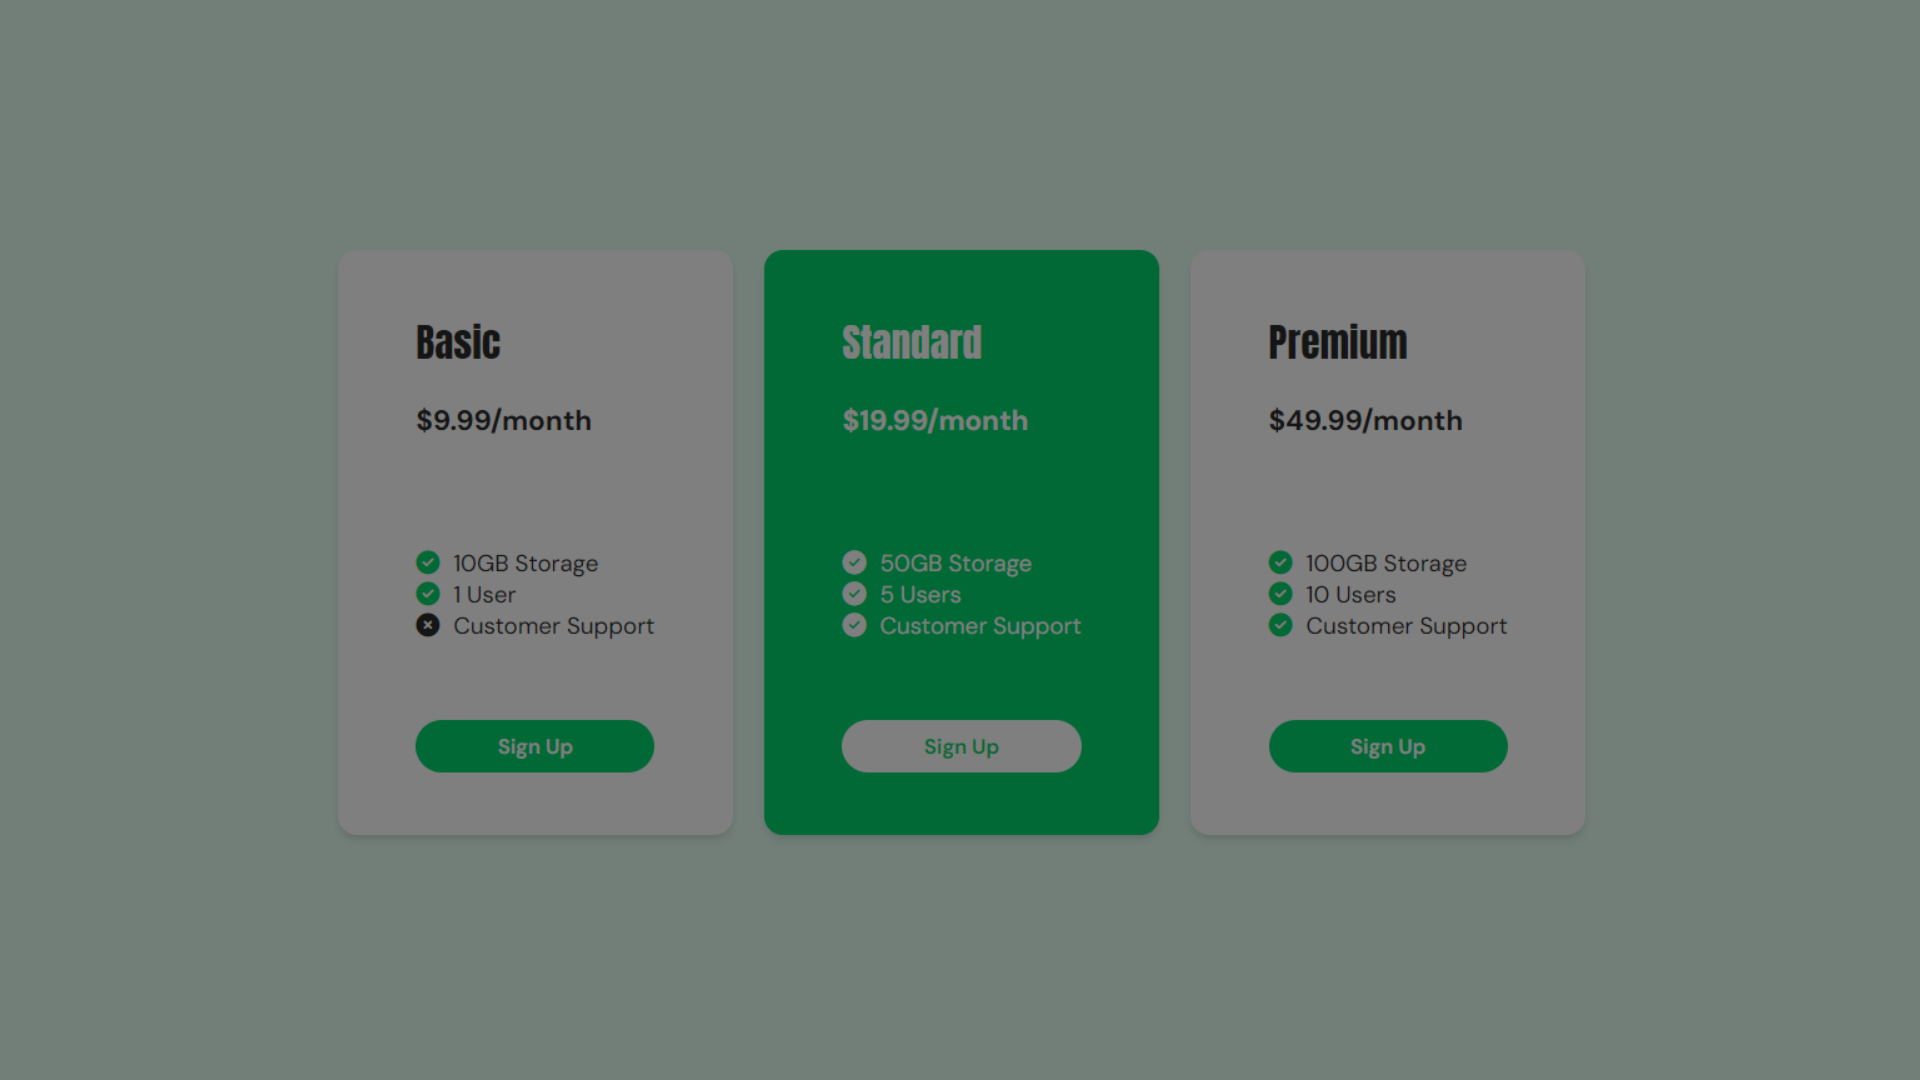 Basic
$9.99/month
10GB Storage
1 User
Customer Support
Sign Up
Standard
$19.99/month
50GB Storage
5 Users
Customer Support
Sign Up
Premium
$49.99/month
100GB Storage
10 Users
Customer Support
Sign Up